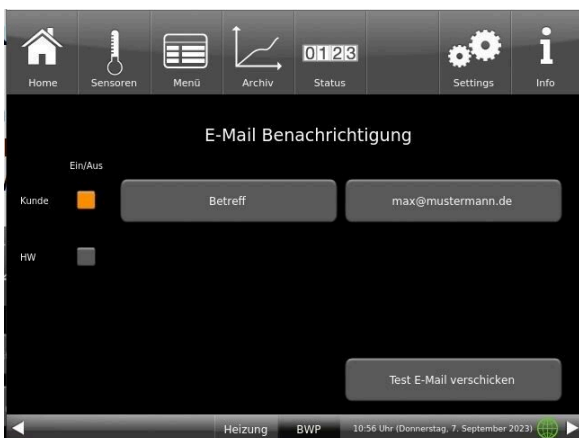 Home Sensoren Menü Archiv 0123 Status Settings i Info
E-Mail Benachrichtigung
Ein/Aus
Kunde Betreff max@mustermann.de
HW
Test E-Mail verschicken
Heizung BWP 10:56 Uhr (Donnerstag, 7. September 2023)